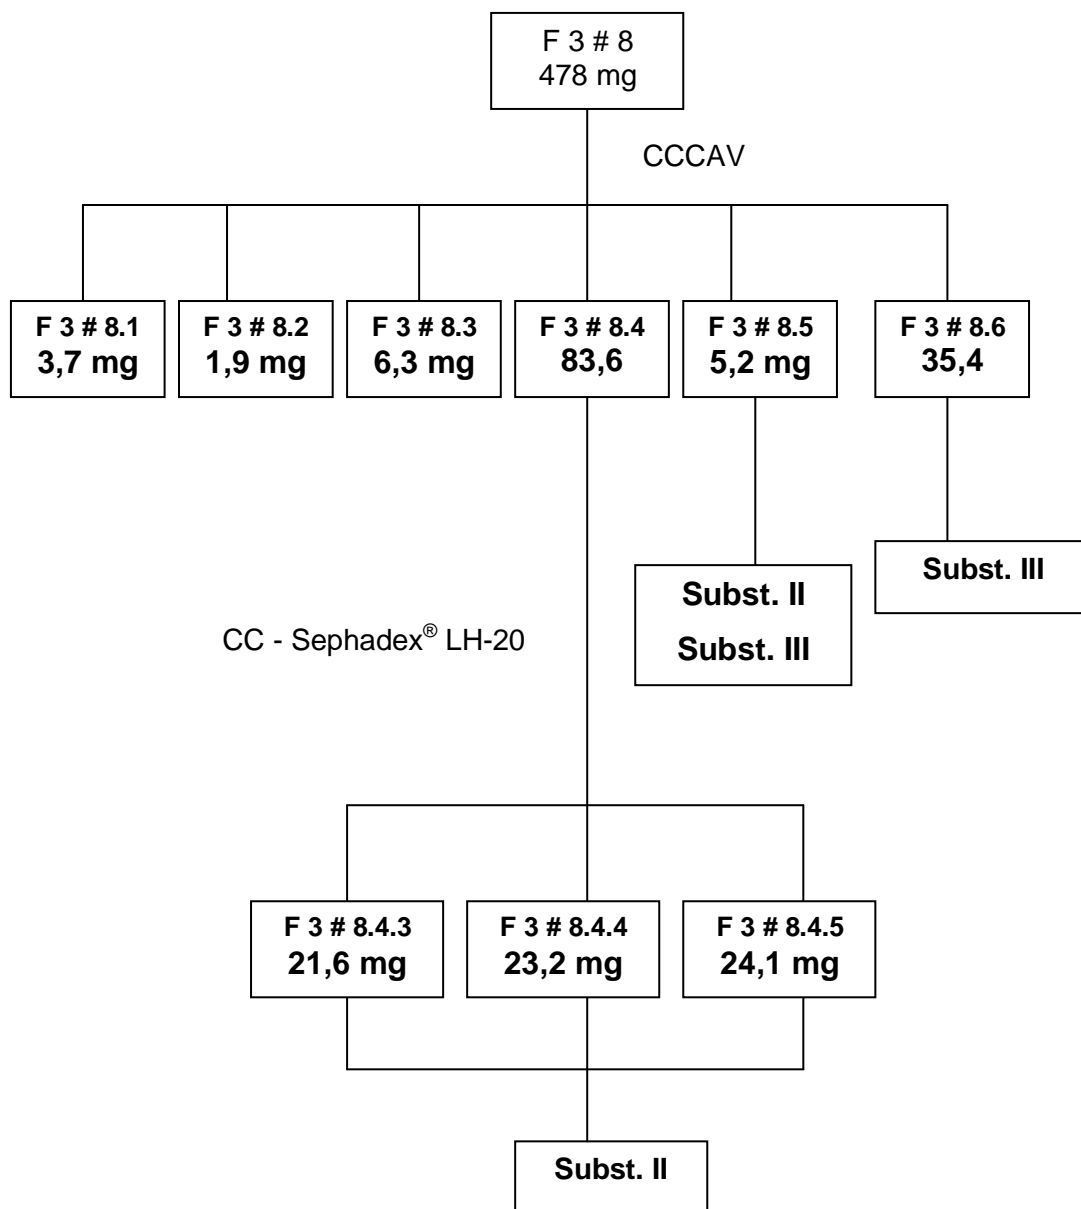 F 3 # 8
478 mg
CCCAV
F 3 # 8.1
3,7 mg
F 3 # 8.2
1,9 mg
F 3 # 8.3
6,3 mg
F 3 # 8.4
83,6
F 3 # 8.5
5,2 mg
F 3 # 8.6
35,4
Subst. III
Subst. II
Subst. III
CC - Sephadex® LH-20
F 3 # 8.4.3
21,6 mg
F 3 # 8.4.4
23,2 mg
F 3 # 8.4.5
24,1 mg
Subst. II